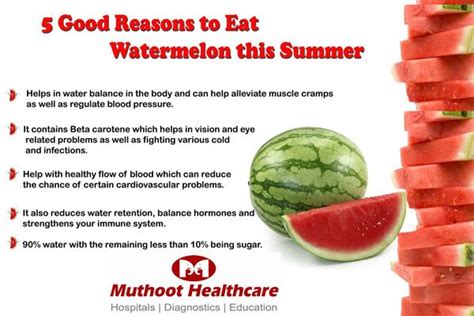 5 Good Reasons to Eat
Watermelon this Summer
Helps in water balance in the body and can help alleviate muscle cramps
as well as regulate blood pressure.
It contains Beta carotene which helps in vision and eye
related problems as well as fighting various cold
and infections.
Help with healthy flow of blood which can reduce
the chance of certain cardiovascular problems.
It also reduces water retention, balance hormones and
strengthens your immune system.
90% water with the remaining less than 10% being sugar.
Muthoot Healthcare
Hospitals | Diagnostics | Education